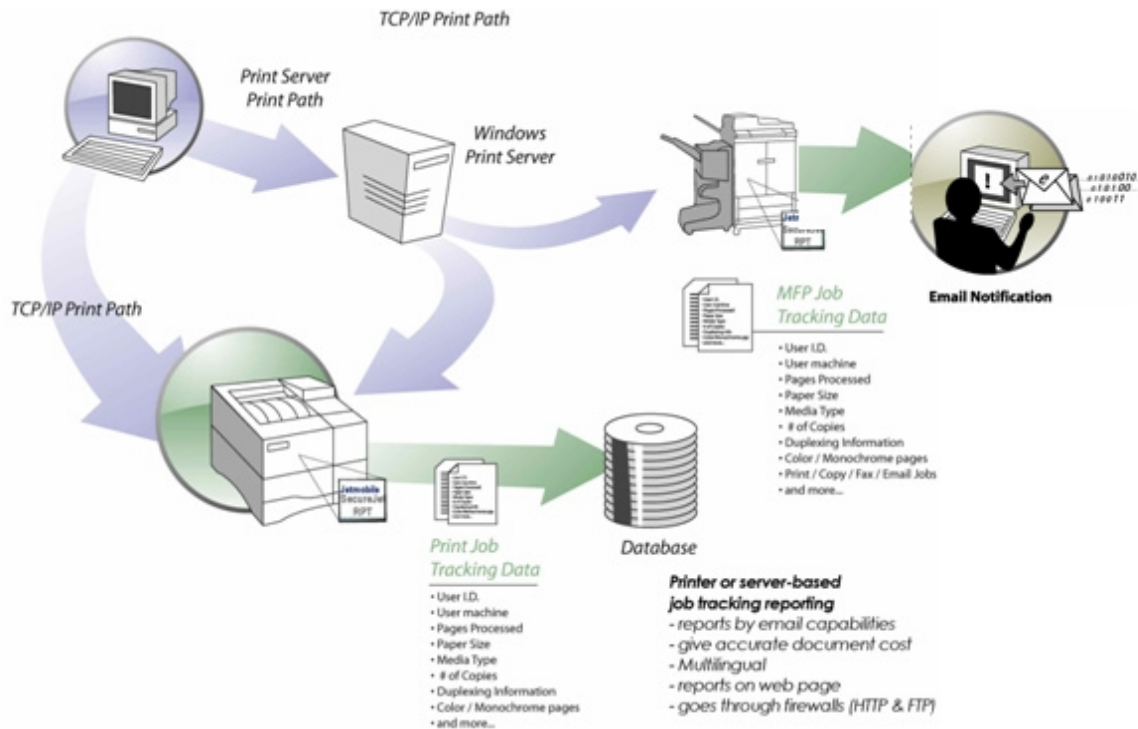 TCP/IP Print Path
Print Server
Print Path
Windows
Print Server
TCP/IP Print Path
RPT
!
e
010100101
010100
010011
Email Notification
MFP Job
Tracking Data
• User I.D.
• User machine
• Pages Processed
• Paper Size
• Media Type
• # of Copies
• Duplexing Information
• Color / Monochrome pages
• Print / Copy / Fax / Email Jobs
• and more...
Jetmobile
SecureJet
RPT
Print Job
Tracking Data
• User I.D.
• User machine
• Pages Processed
• Paper Size
• Media Type
• # of Copies
• Duplexing Information
• Color / Monochrome pages
• and more...
Database
Printer or server-based
job tracking reporting
- reports by email capabilities
- give accurate document cost
- Multilingual
- reports on web page
- goes through firewalls (HTTP & FTP)